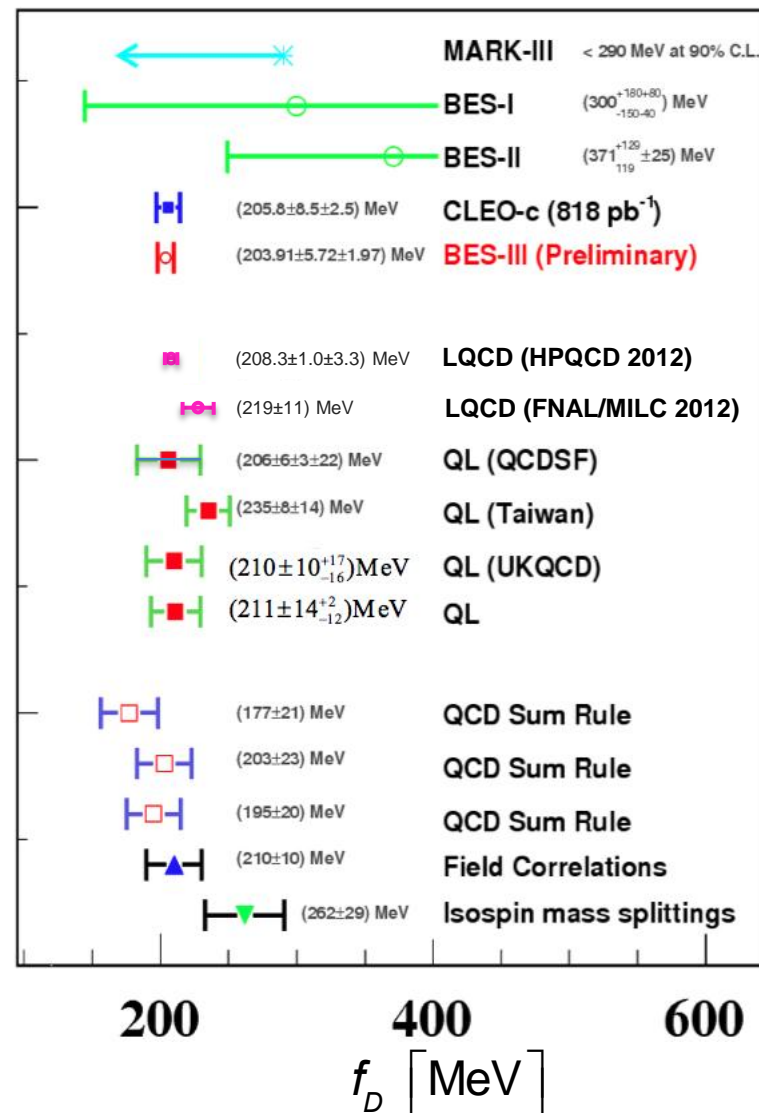 MARK-III < 290 MeV at 90% C.L.
BES-I (300 +180+80 -150-40) MeV
BES-II (371 +129 119 ±25) MeV
(205.8±8.5±2.5) MeV CLEO-c (818 pb⁻¹)
(203.91±5.72±1.97) MeV BES-III (Preliminary)
(208.3±1.0±3.3) MeV LQCD (HPQCD 2012)
(219±11) MeV LQCD (FNAL/MILC 2012)
(206±6±3±22) MeV QL (QCDSF)
(235±8±14) MeV QL (Taiwan)
(210±10 +17 −16)MeV QL (UKQCD)
(211±14 +2 −12)MeV QL
(177±21) MeV QCD Sum Rule
(203±23) MeV QCD Sum Rule
(195±20) MeV QCD Sum Rule
(210±10) MeV Field Correlations
(262±29) MeV Isospin mass splittings
200 400 600
f_D ⌈MeV⌉